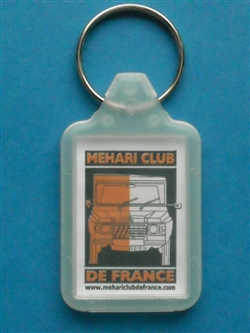 MEHARI CLUB
DE FRANCE
www.mehariclubdefrance.com